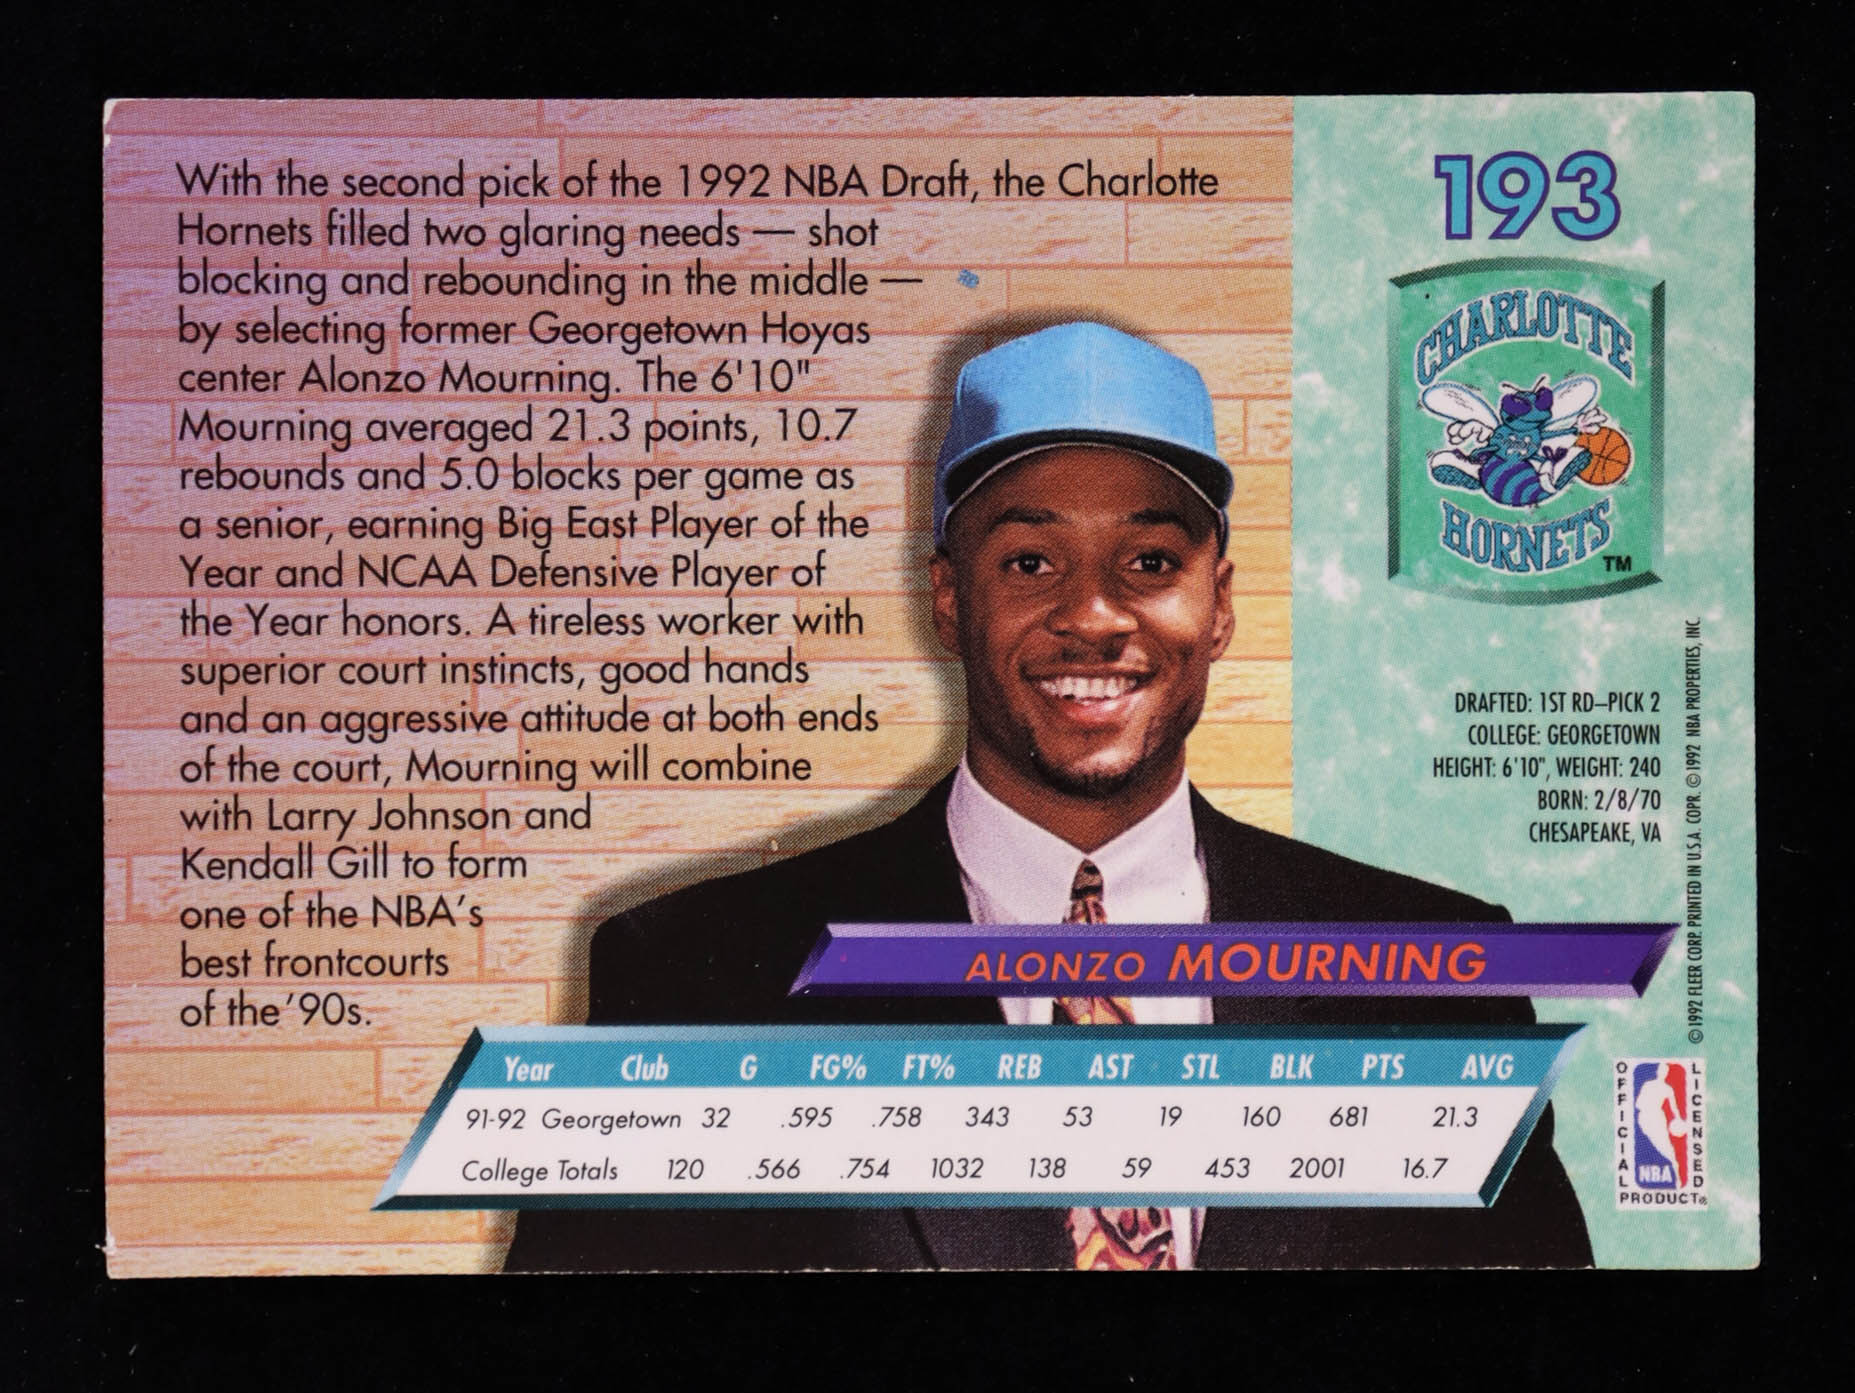 With the second pick of the 1992 NBA Draft, the Charlotte
Hornets filled two glaring needs — shot
blocking and rebounding in the middle —
by selecting former Georgetown Hoyas
center Alonzo Mourning. The 6'10"
Mourning averaged 21.3 points, 10.7
rebounds and 5.0 blocks per game as
a senior, earning Big East Player of the
Year and NCAA Defensive Player of
the Year honors. A tireless worker with
superior court instincts, good hands
and an aggressive attitude at both ends
of the court, Mourning will combine
with Larry Johnson and
Kendall Gill to form
one of the NBA's
best frontcourts
of the '90s.
193
CHARLOTTE
HORNETS TM
DRAFTED: 1ST RD–PICK 2
COLLEGE: GEORGETOWN
HEIGHT: 6'10", WEIGHT: 240
BORN: 2/8/70
CHESAPEAKE, VA
©1992 FLEER CORP. PRINTED IN U.S.A. COPR. ©1992 NBA PROPERTIES, INC.
ALONZO MOURNING
Year Club G FG% FT% REB AST STL BLK PTS AVG
91-92 Georgetown 32 .595 .758 343 53 19 160 681 21.3
College Totals 120 .566 .754 1032 138 59 453 2001 16.7
OFFICIAL
LICENSED
NBA
PRODUCT®